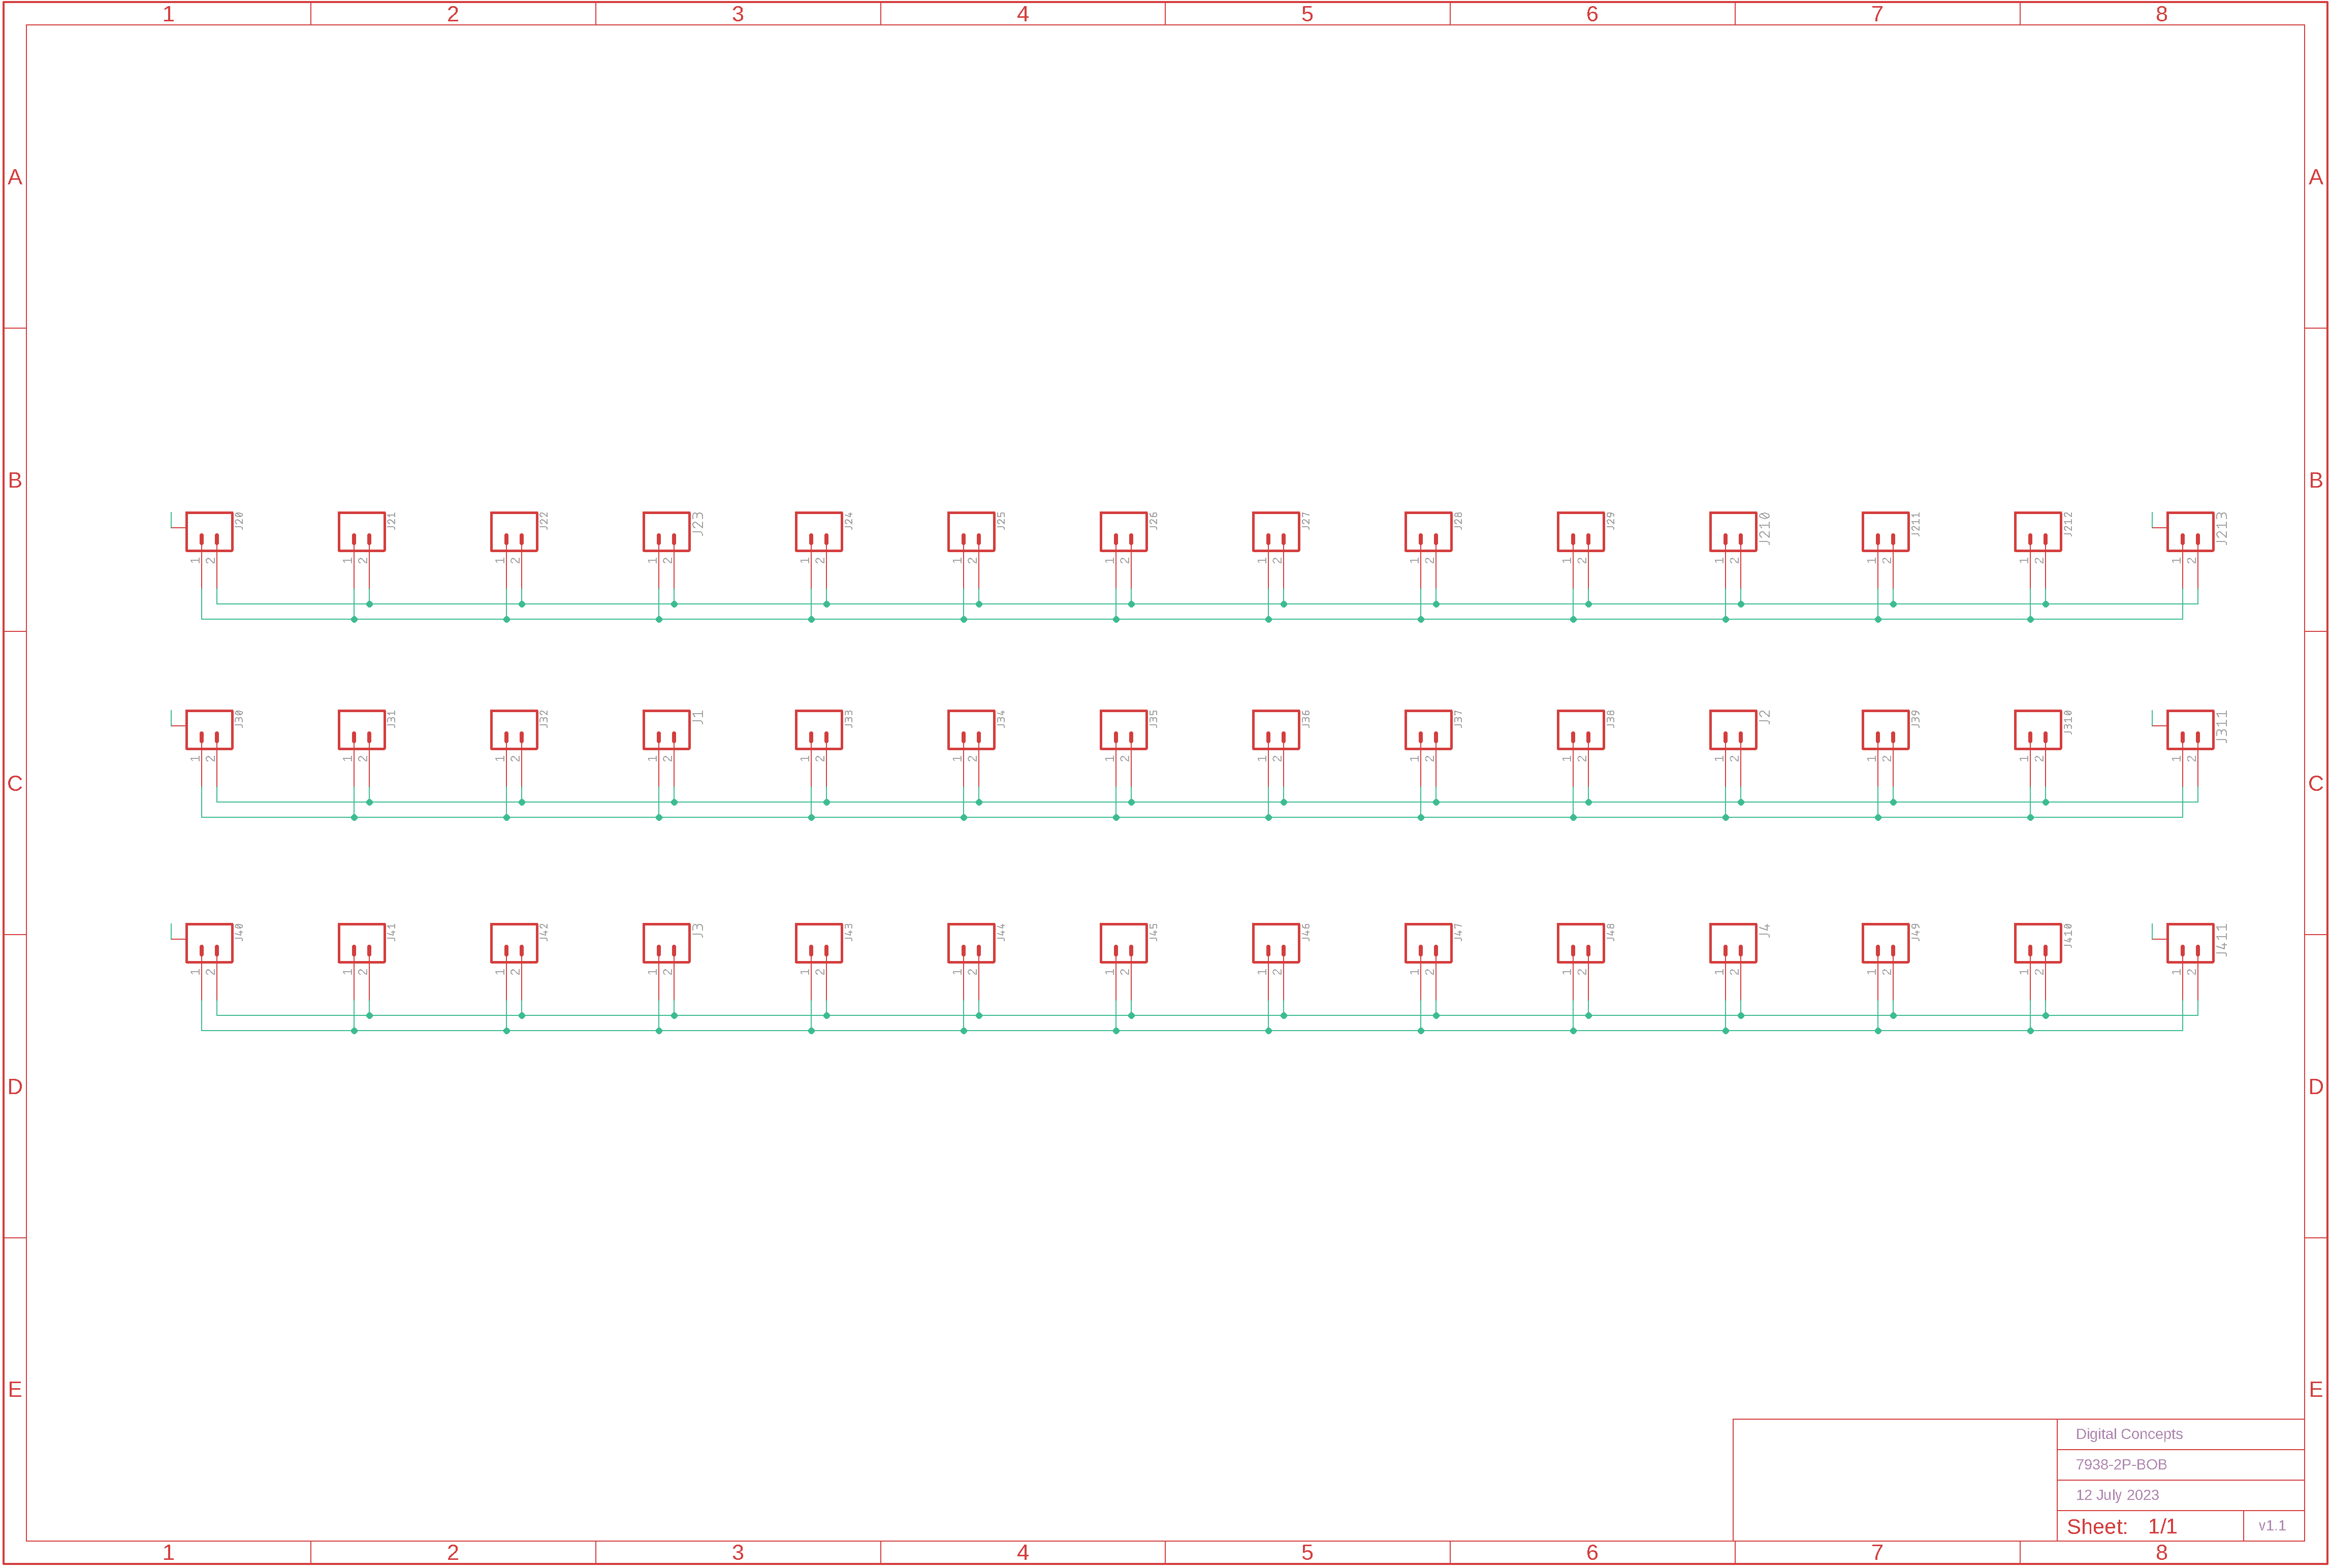 1 2 3 4 5 6 7 8
A A
B B
J20 J21 J22 J23 J24 J25 J26 J27 J28 J29 J210 J211 J212 J213
1 2 1 2 1 2 1 2 1 2 1 2 1 2 1 2 1 2 1 2 1 2 1 2 1 2 1 2
J30 J31 J32 J1 J33 J34 J35 J36 J37 J38 J2 J39 J310 J311
1 2 1 2 1 2 1 2 1 2 1 2 1 2 1 2 1 2 1 2 1 2 1 2 1 2 1 2
C C
J40 J41 J42 J3 J43 J44 J45 J46 J47 J48 J4 J49 J410 J411
1 2 1 2 1 2 1 2 1 2 1 2 1 2 1 2 1 2 1 2 1 2 1 2 1 2 1 2
D D
E E
Digital Concepts
7938-2P-BOB
12 July 2023
Sheet: 1/1 v1.1
1 2 3 4 5 6 7 8